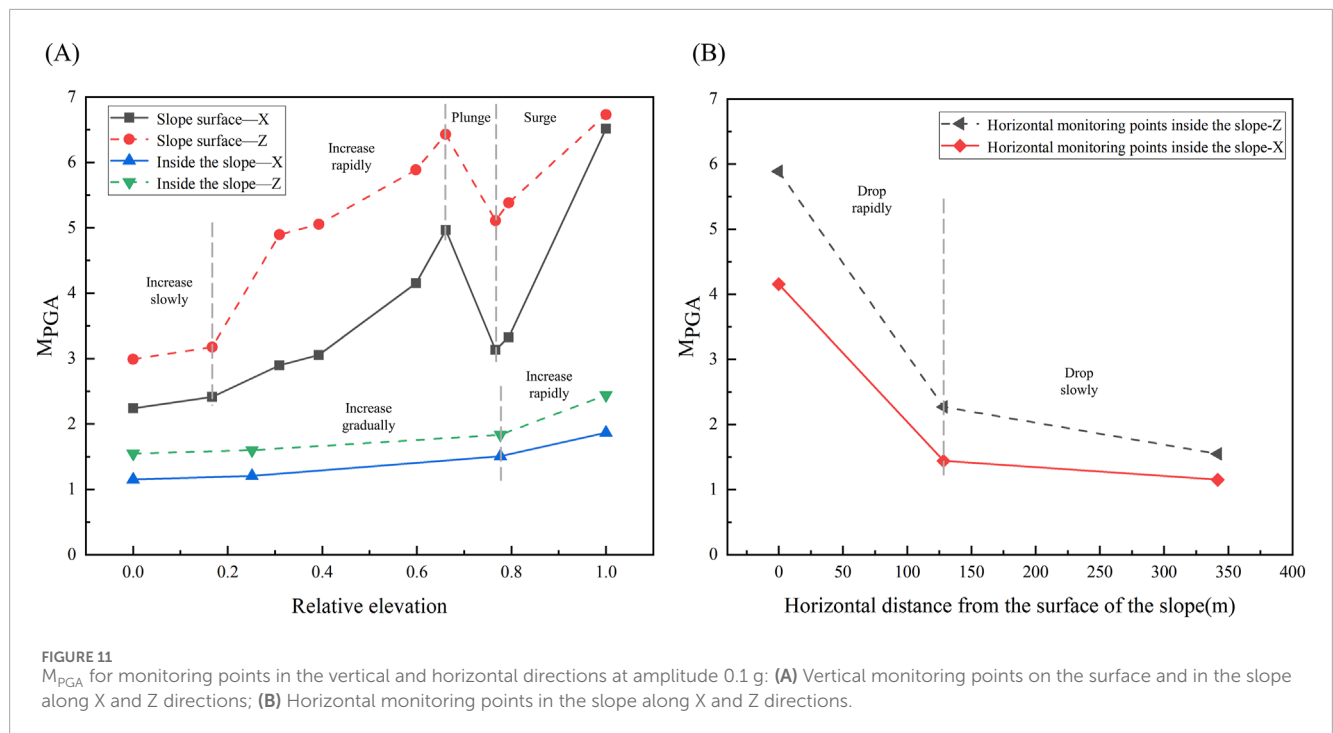 (A)
7
6
5
4
3
2
1
0
MPGA
Slope surface—X
Slope surface—Z
Inside the slope—X
Inside the slope—Z
Increase
slowly
Increase
rapidly
Plunge
Surge
Increase
gradually
Increase
rapidly
0.0 0.2 0.4 0.6 0.8 1.0
Relative elevation
(B)
7
6
5
4
3
2
1
0
MPGA
Horizontal monitoring points inside the slope-Z
Horizontal monitoring points inside the slope-X
Drop
rapidly
Drop
slowly
0 50 100 150 200 250 300 350 400
Horizontal distance from the surface of the slope(m)
FIGURE 11
MPGA for monitoring points in the vertical and horizontal directions at amplitude 0.1 g: (A) Vertical monitoring points on the surface and in the slope
along X and Z directions; (B) Horizontal monitoring points in the slope along X and Z directions.